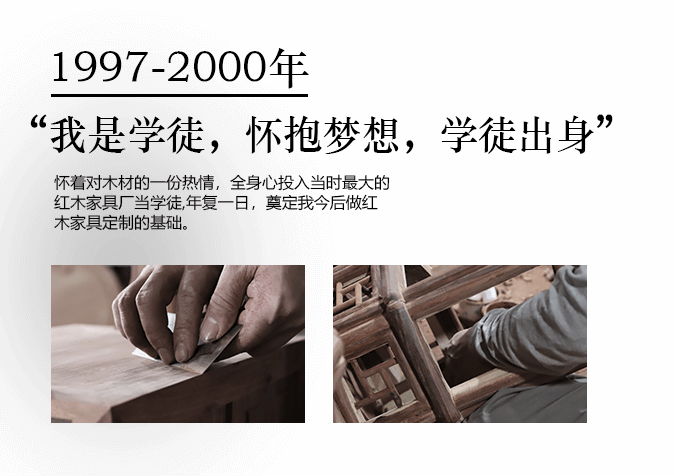 1997-2000年
“我是学徒，怀抱梦想，学徒出身”
怀着对木材的一份热情，全身心投入当时最大的
红木家具厂当学徒,年复一日，奠定我今后做红
木家具定制的基础。